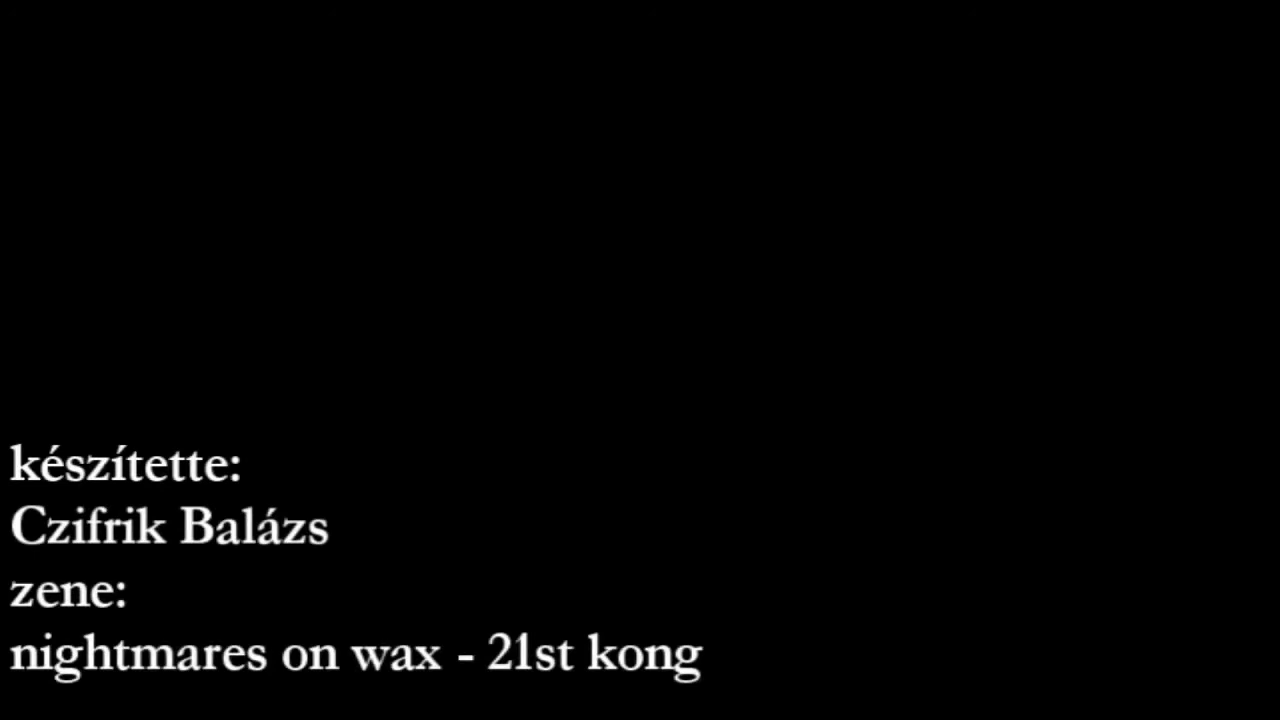 készítette:
Czifrik Balázs
zene:
nightmares on wax - 21st kong